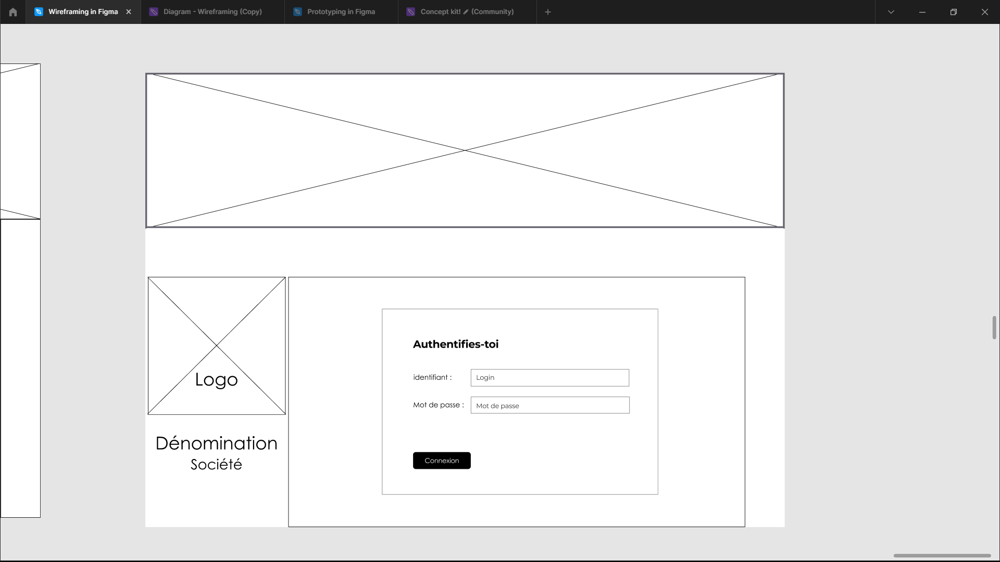 Wireframing in Figma
Diagram - Wireframing (Copy)
Prototyping in Figma
Concept kit! (Community)
Authentifies-toi
identifiant :
Login
Mot de passe :
Mot de passe
Connexion
Logo
Dénomination
Société